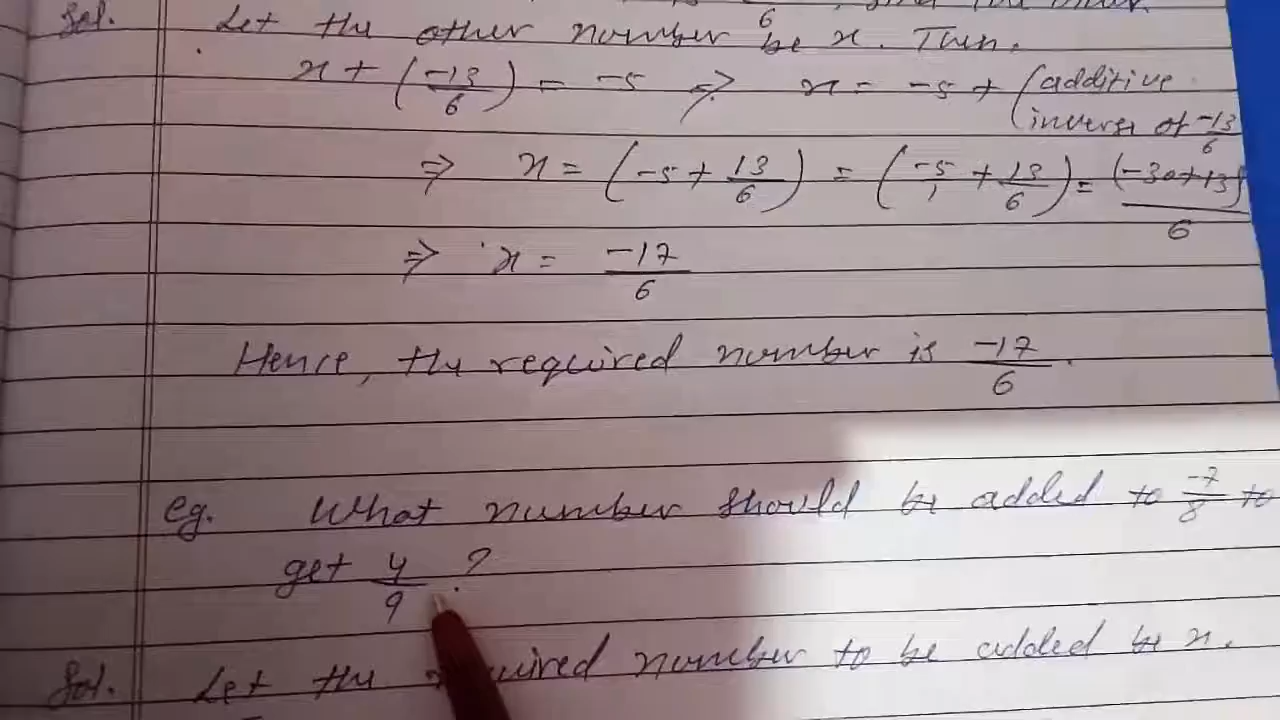 6
Sol. Let the other number be x. Then,
x + (-13/6) = -5 ⇒ x = -5 + (additive
inverse of -13/6
⇒ x = (-5 + 13/6) = (-5/1 + 13/6) = (-30+13)/6
⇒ x = -17/6
Hence, the required number is -17/6.
eg. What number should be added to -7/8 to
get 4/9.?
Sol. Let the required number to be added be x.